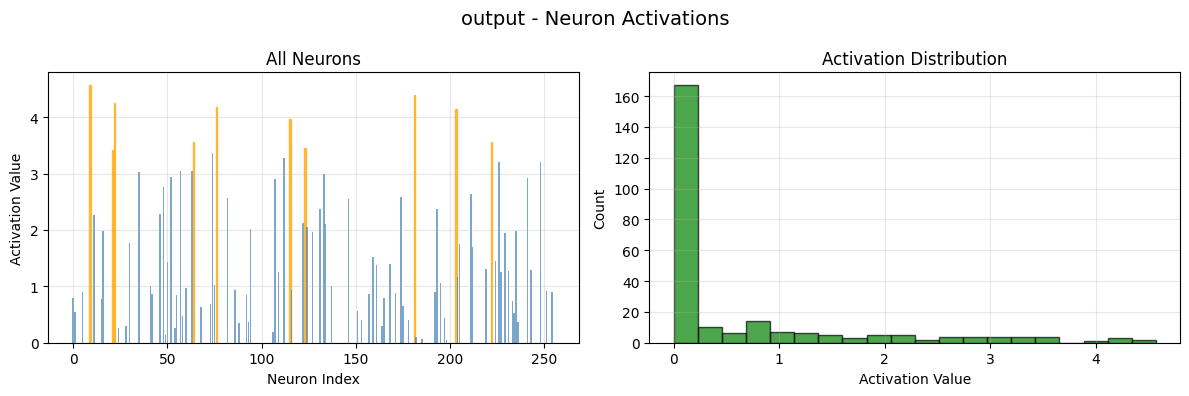 output - Neuron Activations
All Neurons
Activation Value
4
3
2
1
0
0 50 100 150 200 250
Neuron Index
Activation Distribution
Count
160
140
120
100
80
60
40
20
0
0 1 2 3 4
Activation Value